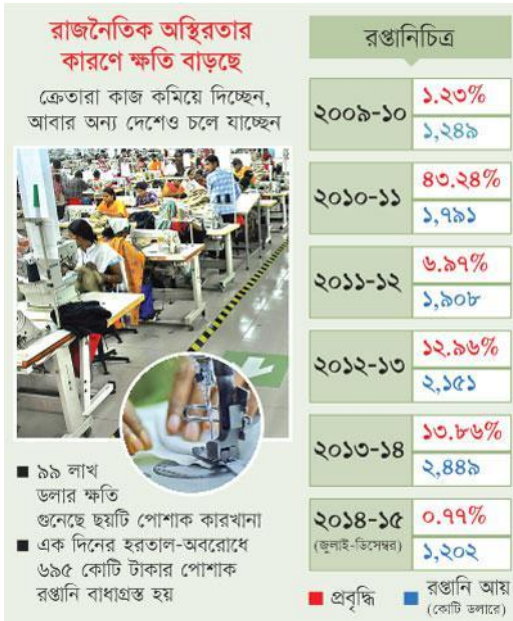 রাজনৈতিক অস্থিরতার
কারণে ক্ষতি বাড়ছে
ক্রেতারা কাজ কমিয়ে দিচ্ছেন,
আবার অন্য দেশেও চলে যাচ্ছেন
■ ৯৯ লাখ
ডলার ক্ষতি
গুনেছে ছয়টি পোশাক কারখানা
■ এক দিনের হরতাল-অবরোধে
৬৯৫ কোটি টাকার পোশাক
রপ্তানি বাধাগ্রস্ত হয়
রপ্তানিচিত্র
২০০৯-১০
১.২৩%
১,২৪৯
২০১০-১১
৪৩.২৪%
১,৭৯১
২০১১-১২
৬.৯৭%
১,৯০৮
২০১২-১৩
১২.৯৬%
২,১৫১
২০১৩-১৪
১৩.৮৬%
২,৪৪৯
২০১৪-১৫
(জুলাই-ডিসেম্বর)
০.৭৭%
১,২০২
■ প্রবৃদ্ধি
■ রপ্তানি আয়
(কোটি ডলারে)